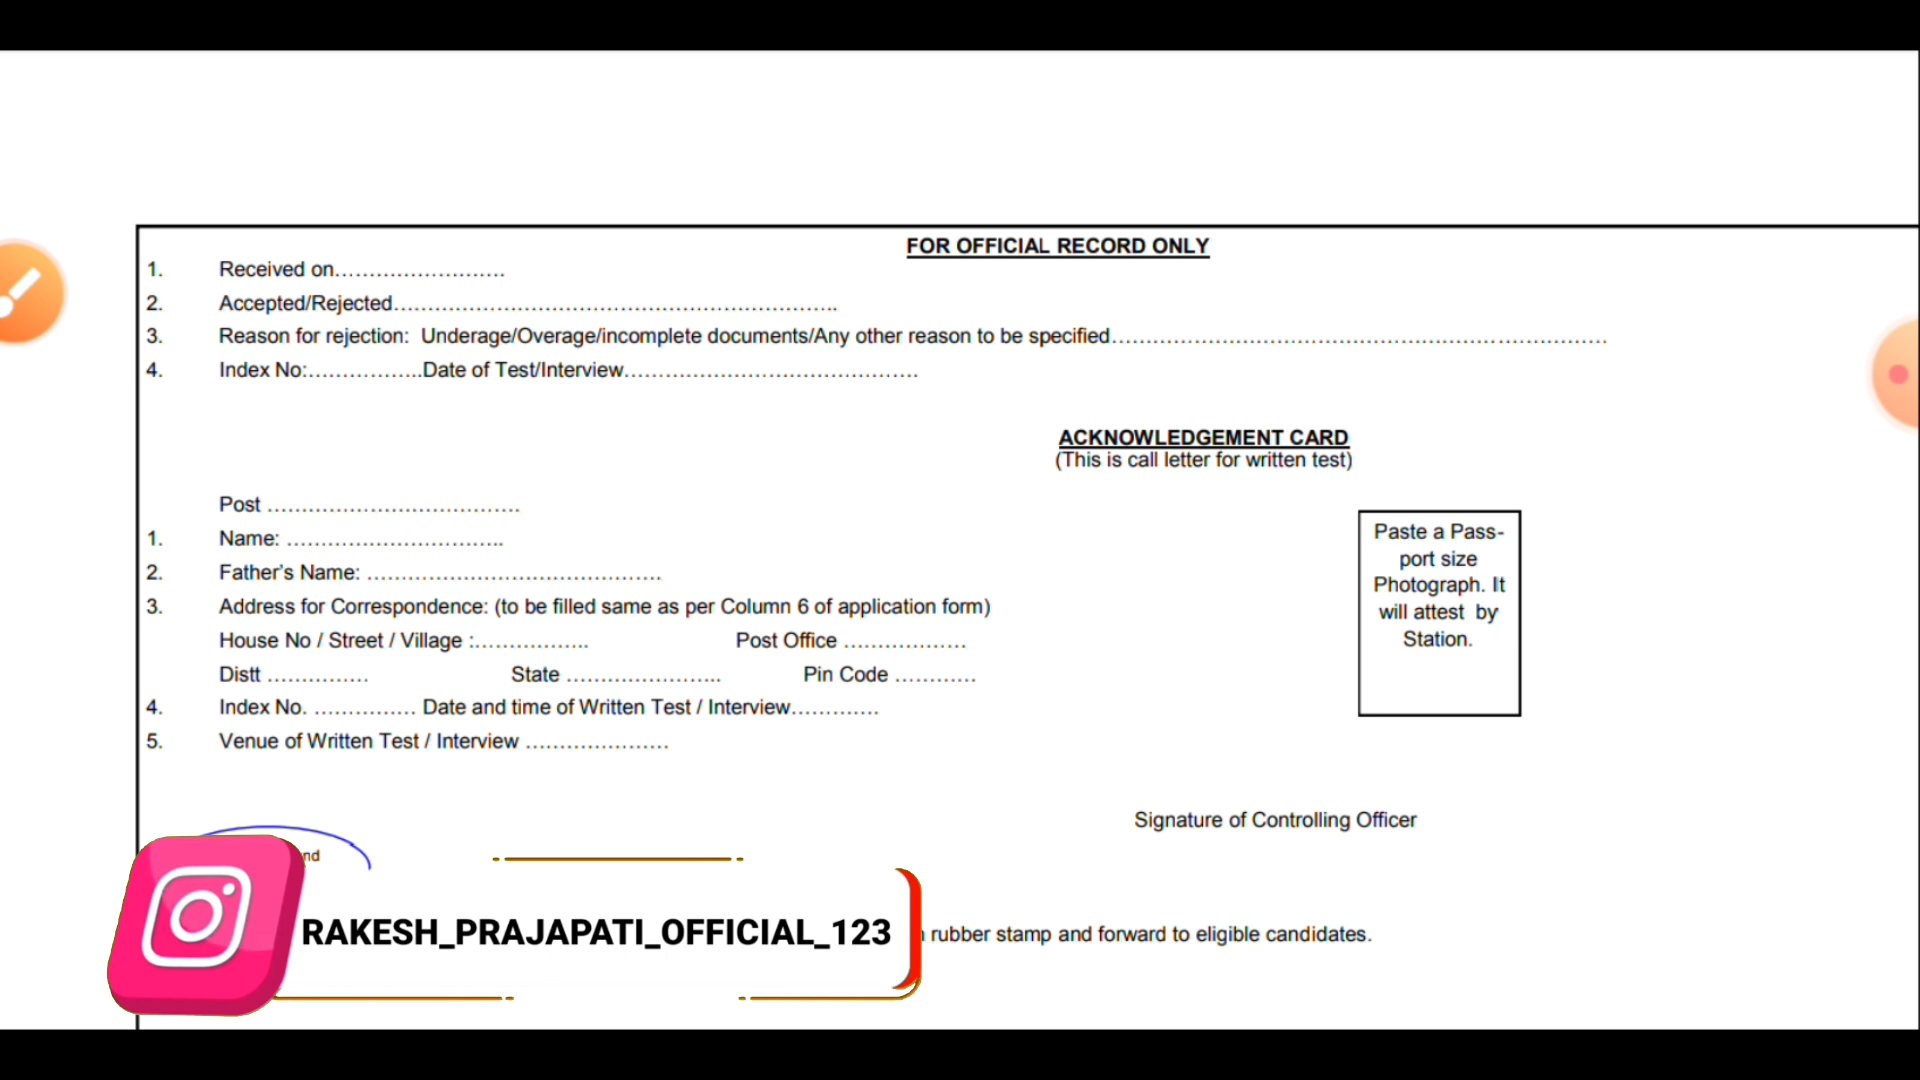 FOR OFFICIAL RECORD ONLY
1. Received on.........................
2. Accepted/Rejected.................................................................
3. Reason for rejection: Underage/Overage/incomplete documents/Any other reason to be specified........................................................................
4. Index No:.................Date of Test/Interview...........................................
ACKNOWLEDGEMENT CARD
(This is call letter for written test)
Post .....................................
1. Name: ................................
2. Father's Name: ...........................................
3. Address for Correspondence: (to be filled same as per Column 6 of application form)
House No / Street / Village :................. Post Office ..................
Distt ............... State ....................... Pin Code ............
4. Index No. ............... Date and time of Written Test / Interview.............
5. Venue of Written Test / Interview .....................
Paste a Pass-
port size
Photograph. It
will attest by
Station.
Signature of Controlling Officer
RAKESH_PRAJAPATI_OFFICIAL_123
rubber stamp and forward to eligible candidates.